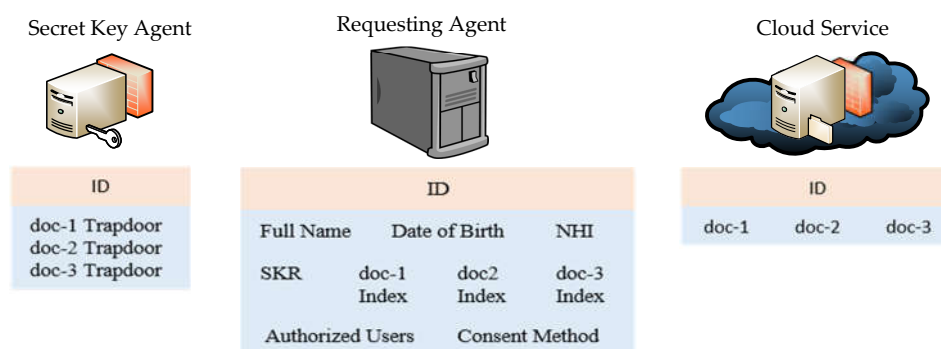 Secret Key Agent
Requesting Agent
Cloud Service
ID
doc-1 Trapdoor
doc-2 Trapdoor
doc-3 Trapdoor
ID
Full Name Date of Birth NHI
SKR doc-1 doc2 doc-3
Index Index Index
Authorized Users Consent Method
ID
doc-1 doc-2 doc-3